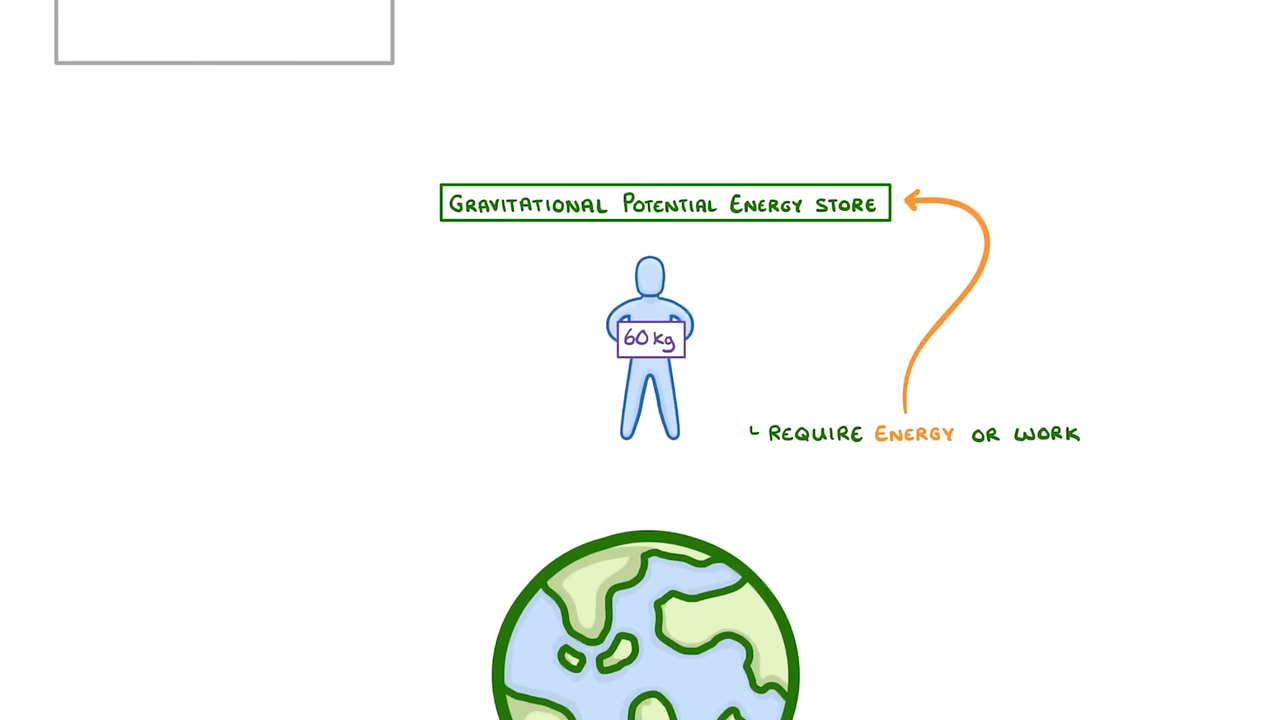 GRAVITATIONAL POTENTIAL ENERGY STORE
60 kg
└ REQUIRE ENERGY OR WORK